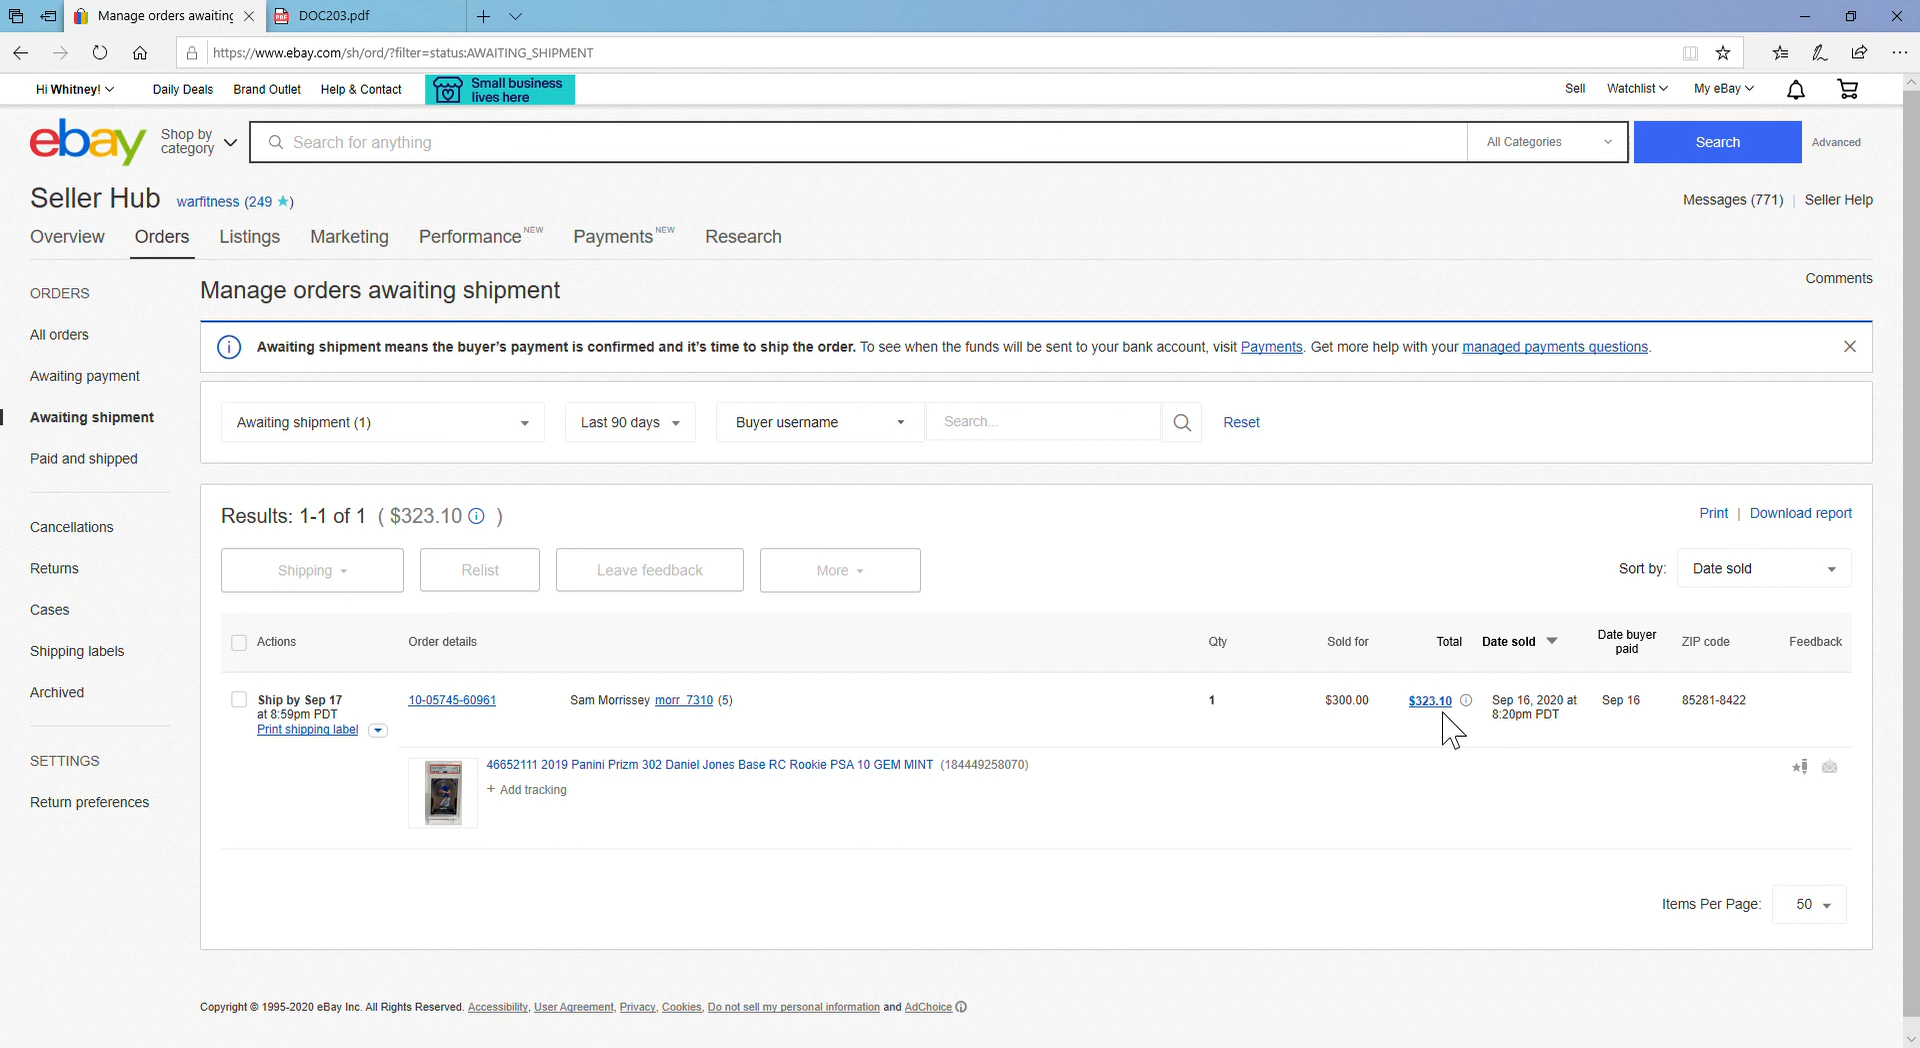 Manage orders awaiting
DOC203.pdf
https://www.ebay.com/sh/ord/?filter=status:AWAITING_SHIPMENT
Hi Whitney!
Daily Deals
Brand Outlet
Help & Contact
Small business
lives here
Sell
Watchlist
My eBay
ebay
Shop by
category
Search for anything
All Categories
Search
Advanced
Seller Hub
warfitness (249 ★)
Messages (771) | Seller Help
Overview
Orders
Listings
Marketing
Performance NEW
Payments NEW
Research
Comments
ORDERS
All orders
Awaiting payment
Awaiting shipment
Paid and shipped
Cancellations
Returns
Cases
Shipping labels
Archived
SETTINGS
Return preferences
Manage orders awaiting shipment
Awaiting shipment means the buyer's payment is confirmed and it's time to ship the order. To see when the funds will be sent to your bank account, visit Payments. Get more help with your managed payments questions.
Awaiting shipment (1)
Last 90 days
Buyer username
Search...
Reset
Results: 1-1 of 1 ( $323.10 )
Print | Download report
Shipping
Relist
Leave feedback
More
Sort by:
Date sold
Actions
Order details
Qty
Sold for
Total
Date sold
Date buyer
paid
ZIP code
Feedback
Ship by Sep 17
at 8:59pm PDT
Print shipping label
10-05745-60961
Sam Morrissey morr_7310 (5)
1
$300.00
$323.10
Sep 16, 2020 at
8:20pm PDT
Sep 16
85281-8422
46652111 2019 Panini Prizm 302 Daniel Jones Base RC Rookie PSA 10 GEM MINT (184449258070)
+ Add tracking
Items Per Page:
50
Copyright © 1995-2020 eBay Inc. All Rights Reserved. Accessibility, User Agreement, Privacy, Cookies, Do not sell my personal information and AdChoice